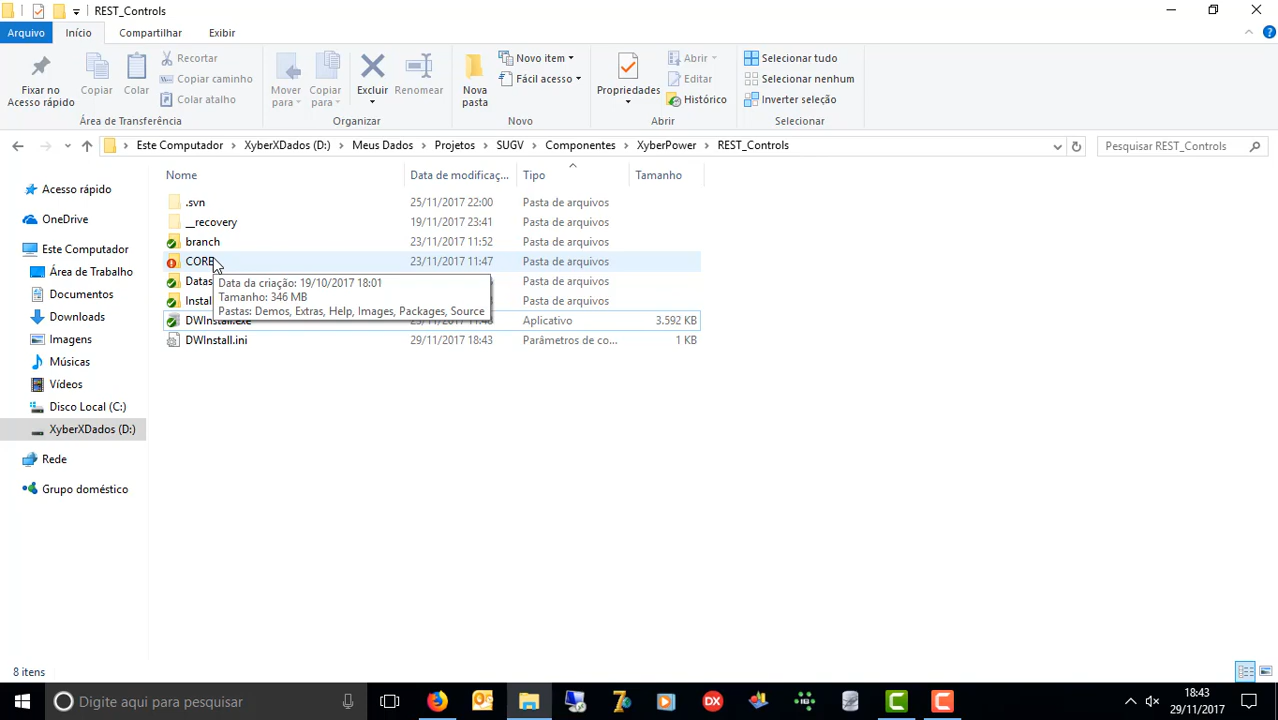 REST_Controls
Arquivo Início Compartilhar Exibir
Fixar no Acesso rápido
Copiar
Colar
Recortar
Copiar caminho
Colar atalho
Área de Transferência
Mover para
Copiar para
Excluir
Renomear
Organizar
Nova pasta
Novo item
Fácil acesso
Novo
Propriedades
Abrir
Editar
Histórico
Abrir
Selecionar tudo
Selecionar nenhum
Inverter seleção
Selecionar
Este Computador > XyberXDados (D:) > Meus Dados > Projetos > SUGV > Componentes > XyberPower > REST_Controls
Pesquisar REST_Controls
Nome Data de modificaç... Tipo Tamanho
.svn 25/11/2017 22:00 Pasta de arquivos
__recovery 19/11/2017 23:41 Pasta de arquivos
branch 23/11/2017 11:52 Pasta de arquivos
CORE 23/11/2017 11:47 Pasta de arquivos
Datas Pasta de arquivos
Instal Pasta de arquivos
DWInstall.exe Aplicativo 3.592 KB
DWInstall.ini 29/11/2017 18:43 Parâmetros de co... 1 KB
Data da criação: 19/10/2017 18:01
Tamanho: 346 MB
Pastas: Demos, Extras, Help, Images, Packages, Source
Acesso rápido
OneDrive
Este Computador
Área de Trabalho
Documentos
Downloads
Imagens
Músicas
Vídeos
Disco Local (C:)
XyberXDados (D:)
Rede
Grupo doméstico
8 itens
Digite aqui para pesquisar
DX
18:43
29/11/2017